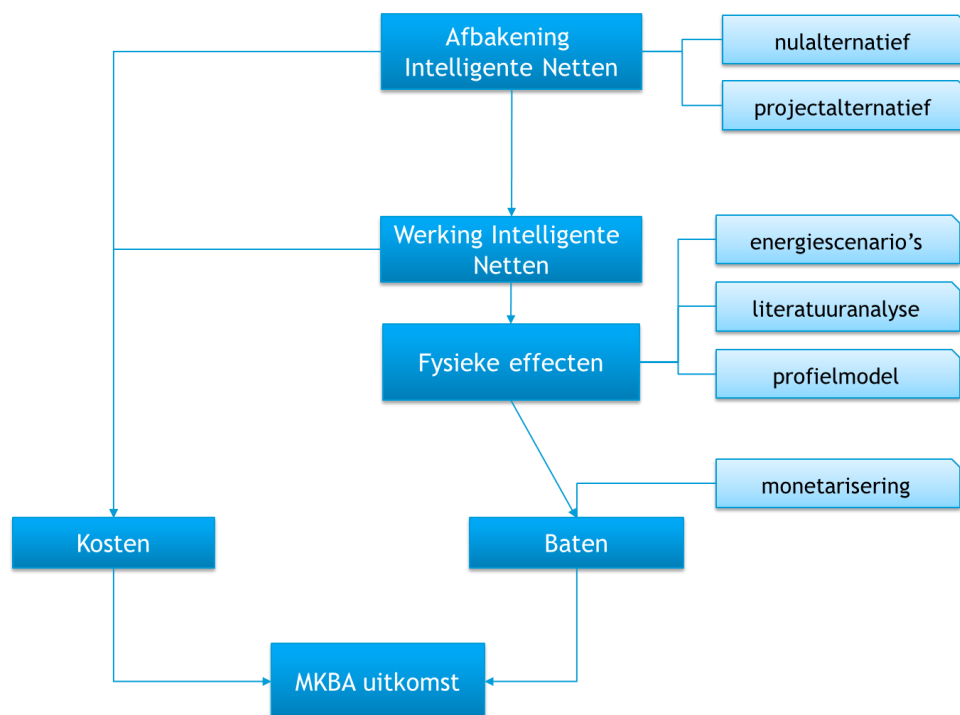 Afbakening
Intelligente Netten
nulalternatief
projectalternatief
Werking Intelligente
Netten
energiescenario’s
literatuuranalyse
Fysieke effecten
profielmodel
monetarisering
Kosten
Baten
MKBA uitkomst